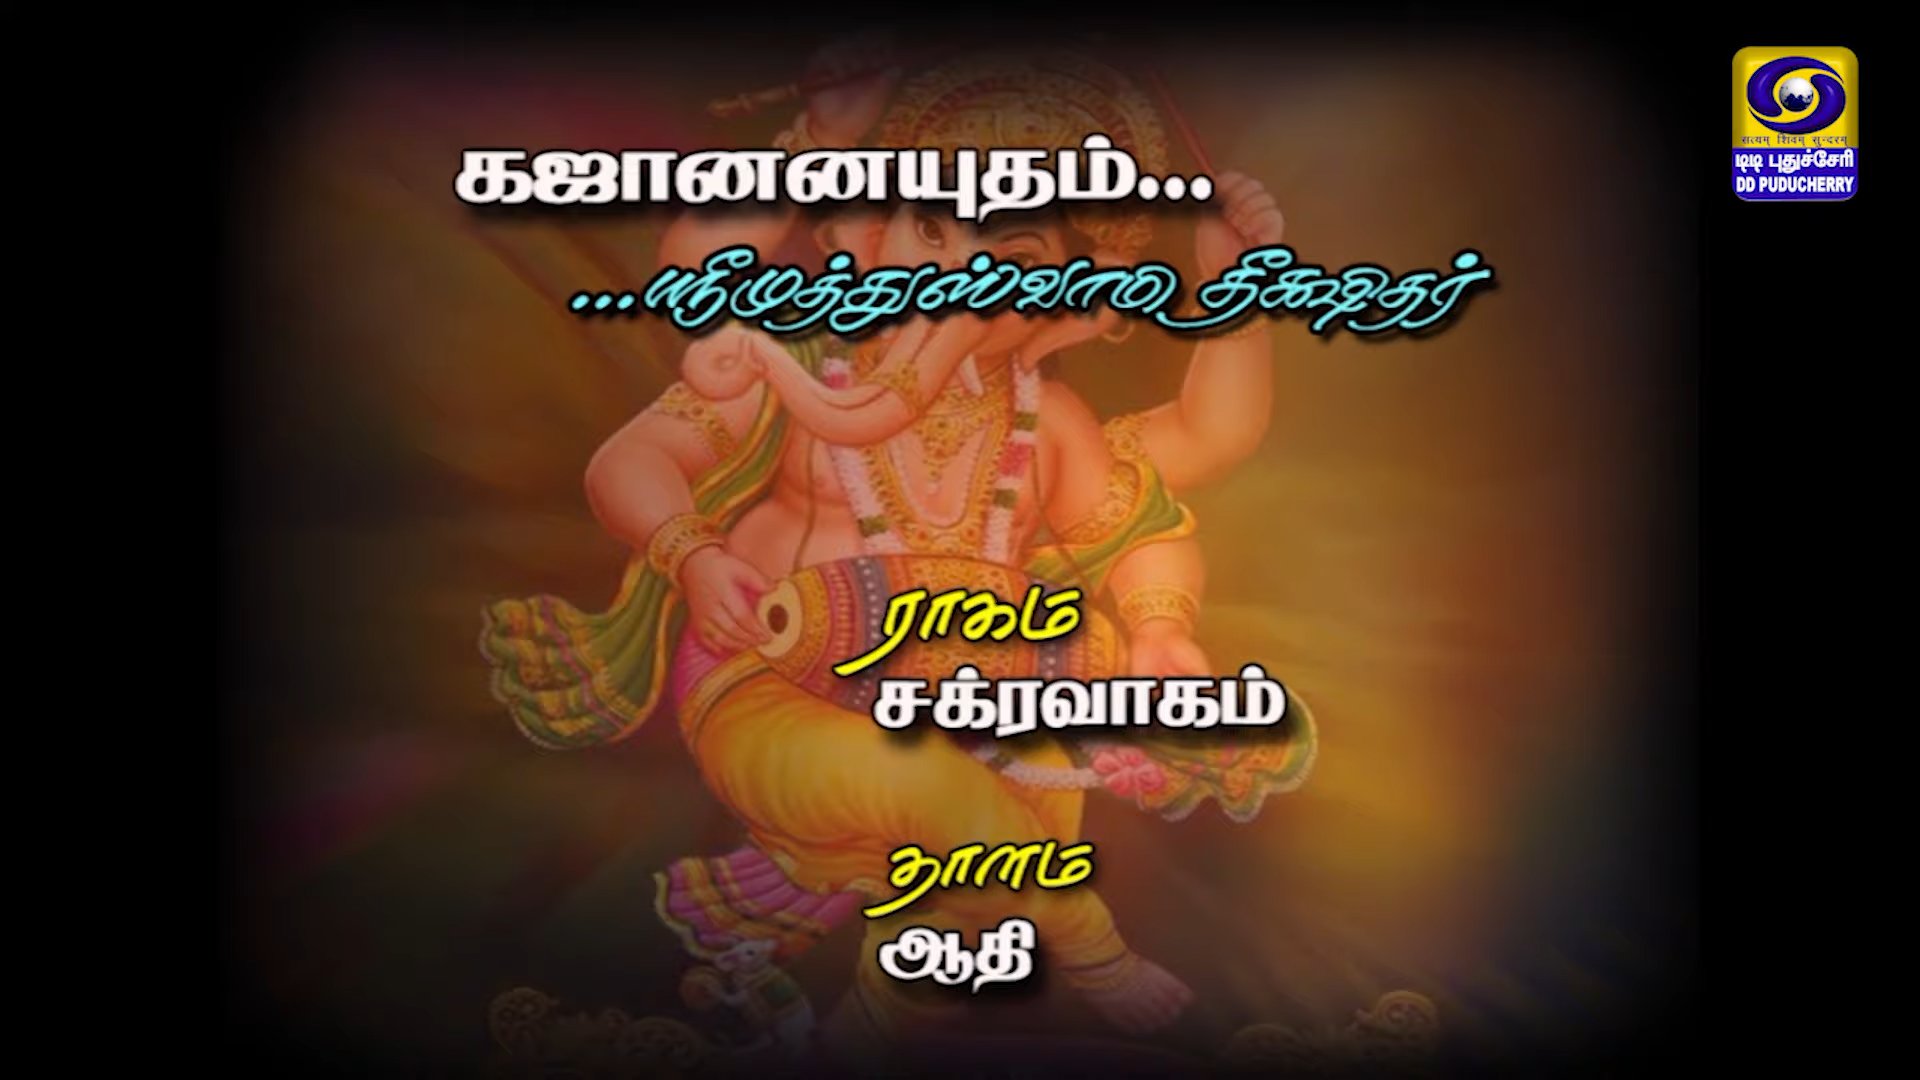 கஜானனயுதம்...
...ஸ்ரீமுத்துஸ்வாமி தீக்ஷிதர்
ராகம்
சக்ரவாகம்
தாளம்
ஆதி
सत्यम् शिवम् सुन्दरम्
டிடி புதுச்சேரி
DD PUDUCHERRY